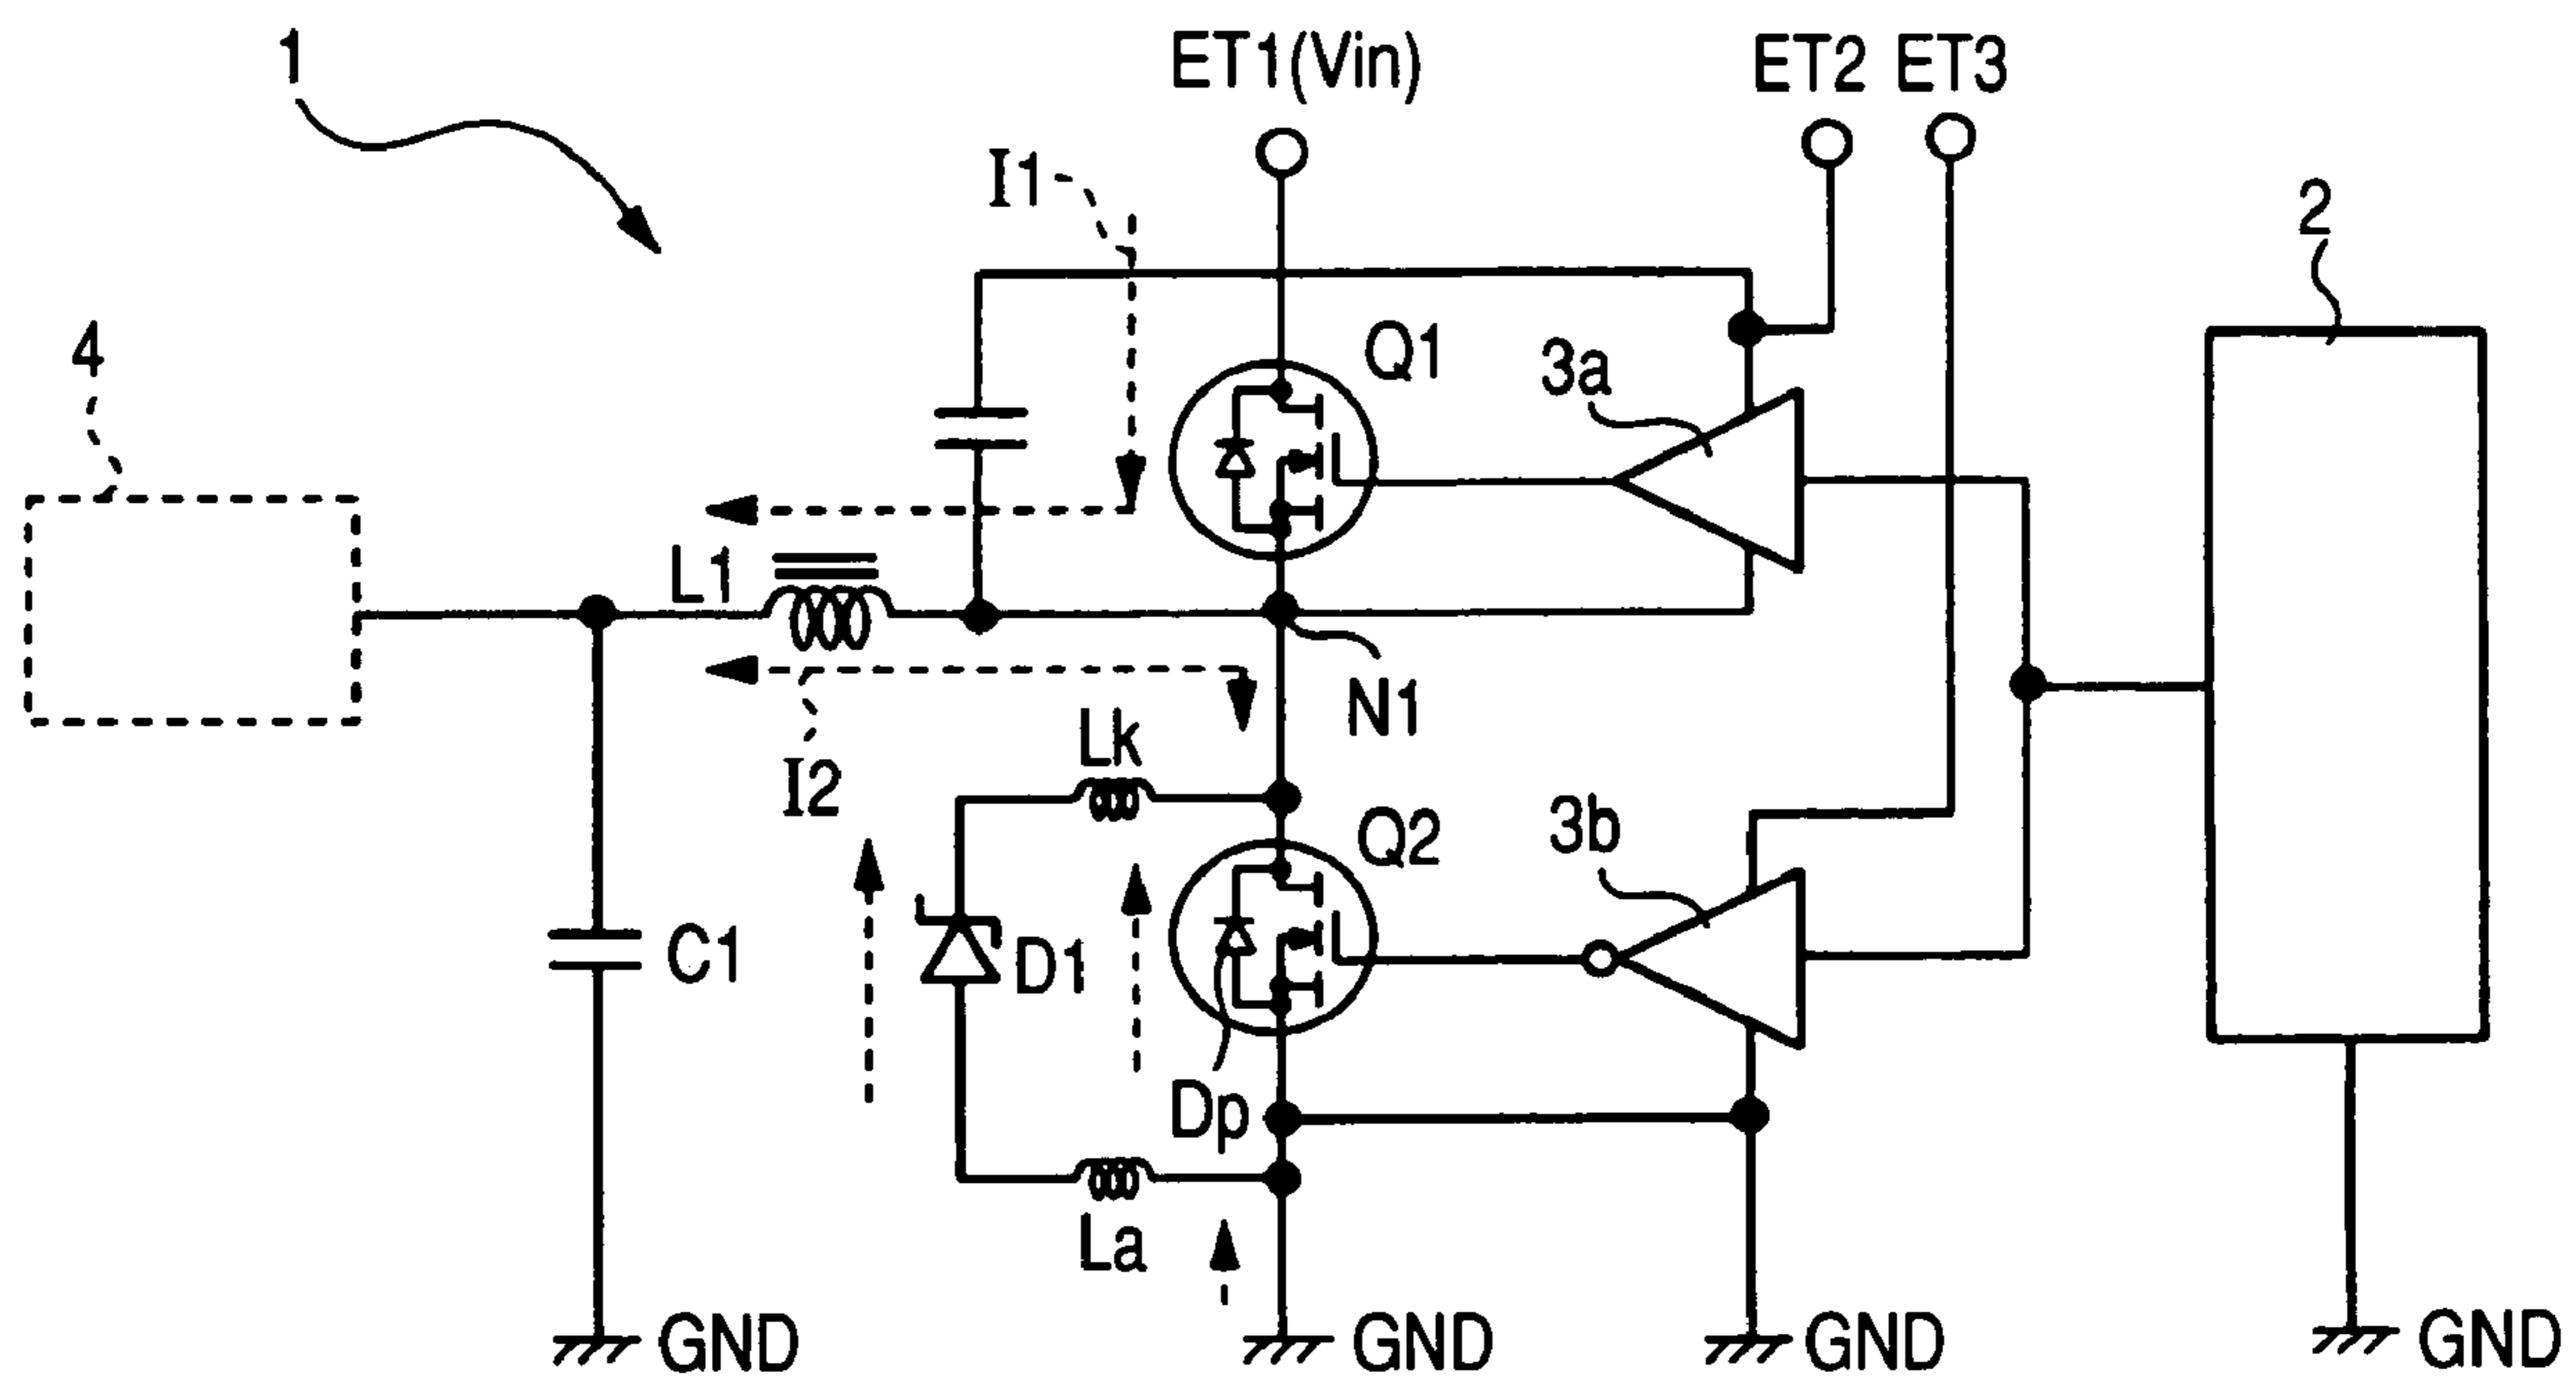 1
ET1(Vin)
ET2
ET3
I1
2
4
Q1
3a
L1
N1
Lk
I2
Q2
3b
C1
D1
Dp
La
GND
GND
GND
GND